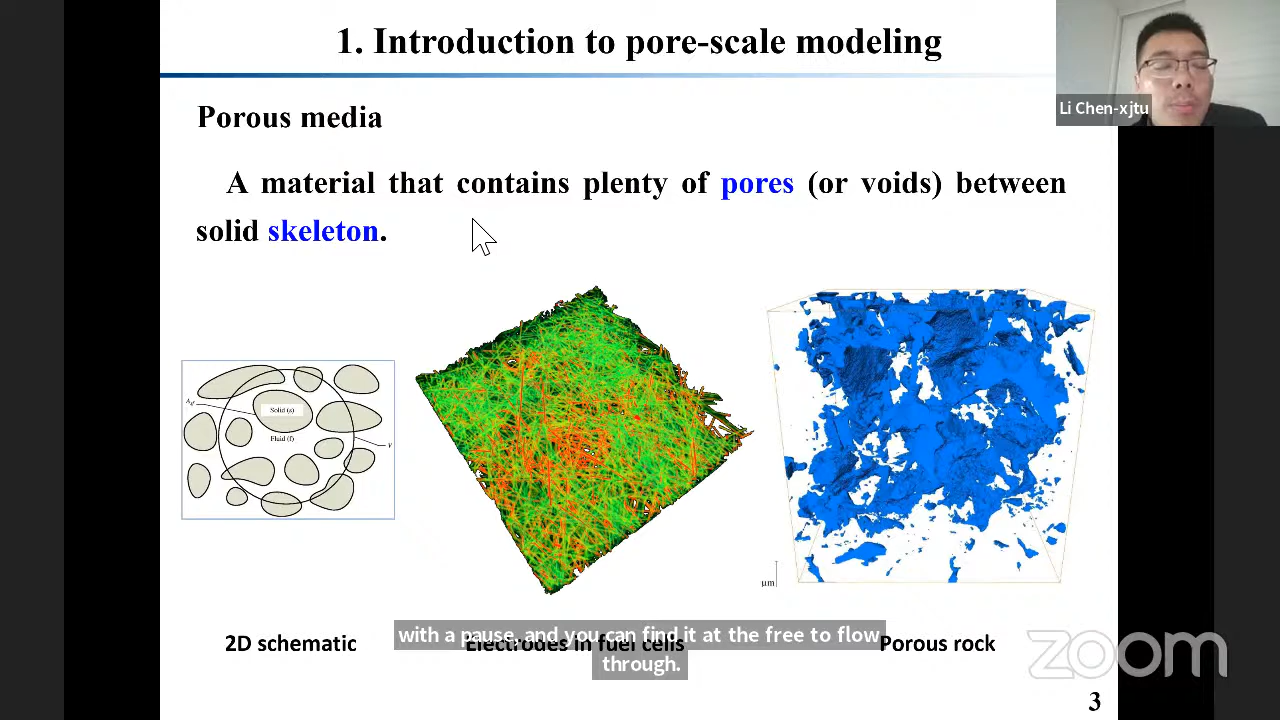 1. Introduction to pore-scale modeling
Li Chen-xjtu
Porous media
A material that contains plenty of pores (or voids) between
solid skeleton.
Solid (s)
Fluid (f)
V
μm
with a pause, and you can find it at the free to flow
through.
2D schematic
Electrodes in fuel cells
Porous rock
zoom
3